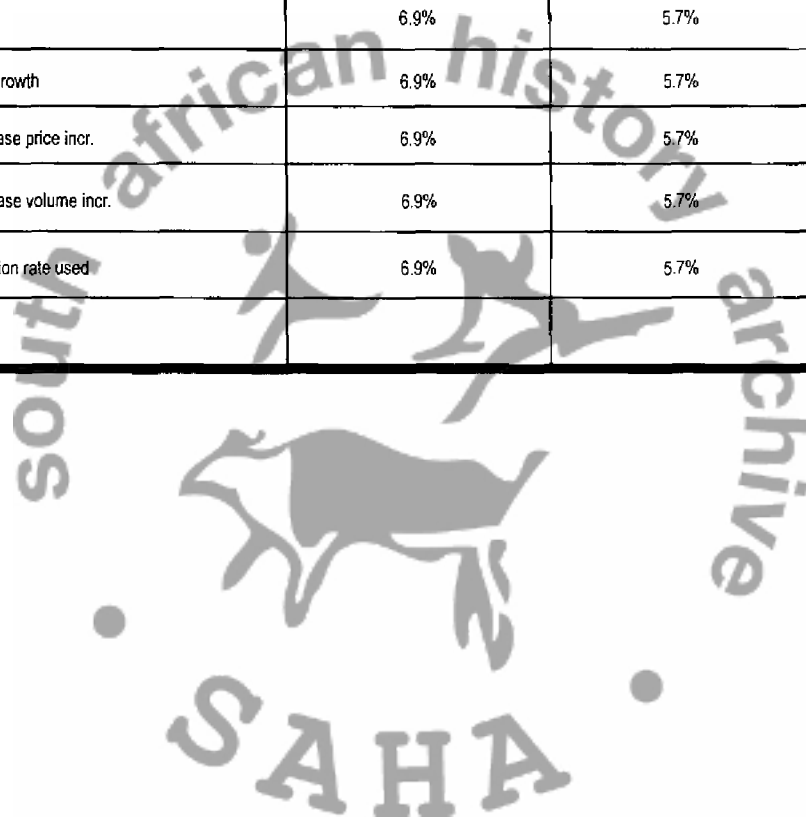 6.9% 5.7%
rowth 6.9% 5.7%
ase price incr. 6.9% 5.7%
ase volume incr. 6.9% 5.7%
ion rate used 6.9% 5.7%
south african history archive
SAHA